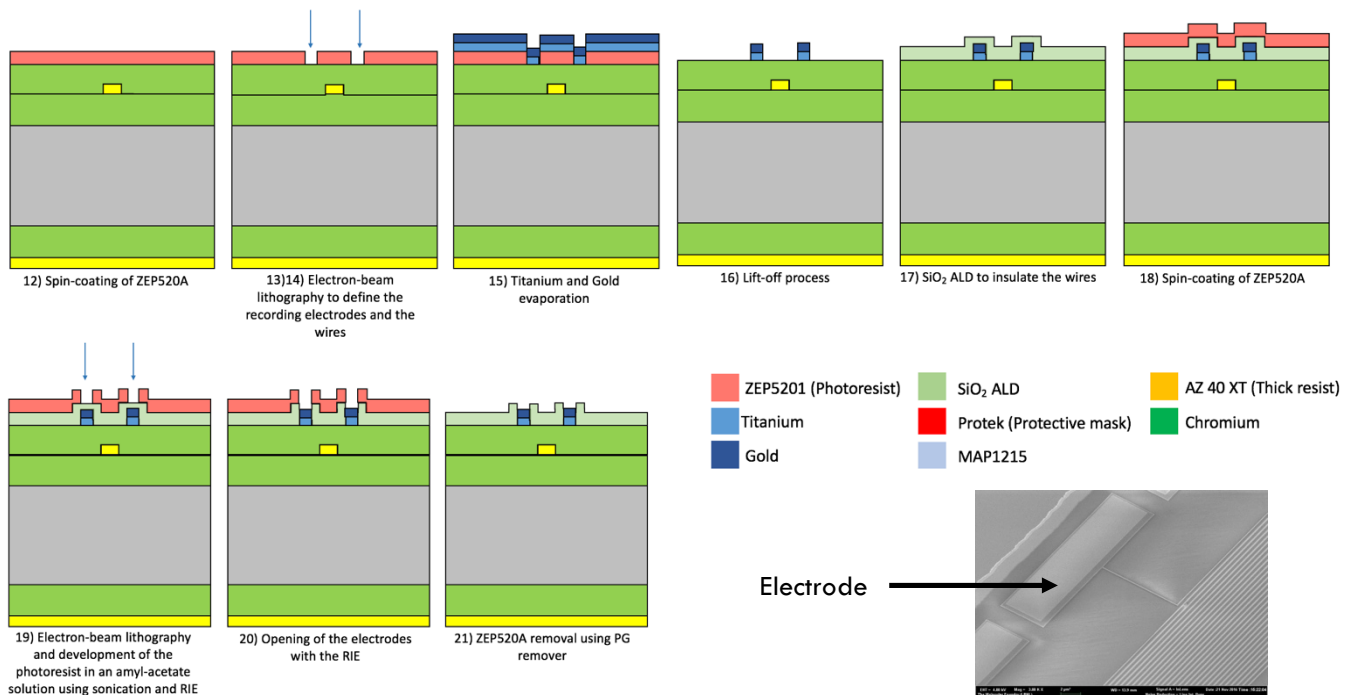 12) Spin-coating of ZEP520A
13)14) Electron-beam
lithography to define the
recording electrodes and the
wires
15) Titanium and Gold
evaporation
16) Lift-off process
17) SiO₂ ALD to insulate the wires
18) Spin-coating of ZEP520A
19) Electron-beam lithography
and development of the
photoresist in an amyl-acetate
solution using sonication and RIE
20) Opening of the electrodes
with the RIE
21) ZEP520A removal using PG
remover
ZEP5201 (Photoresist)
Titanium
Gold
SiO₂ ALD
Protek (Protective mask)
MAP1215
AZ 40 XT (Thick resist)
Chromium
Electrode